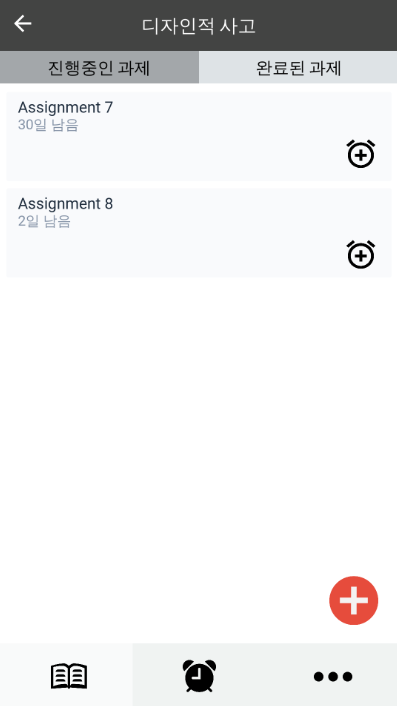 디자인적 사고
진행중인 과제
완료된 과제
Assignment 7
30일 남음
Assignment 8
2일 남음